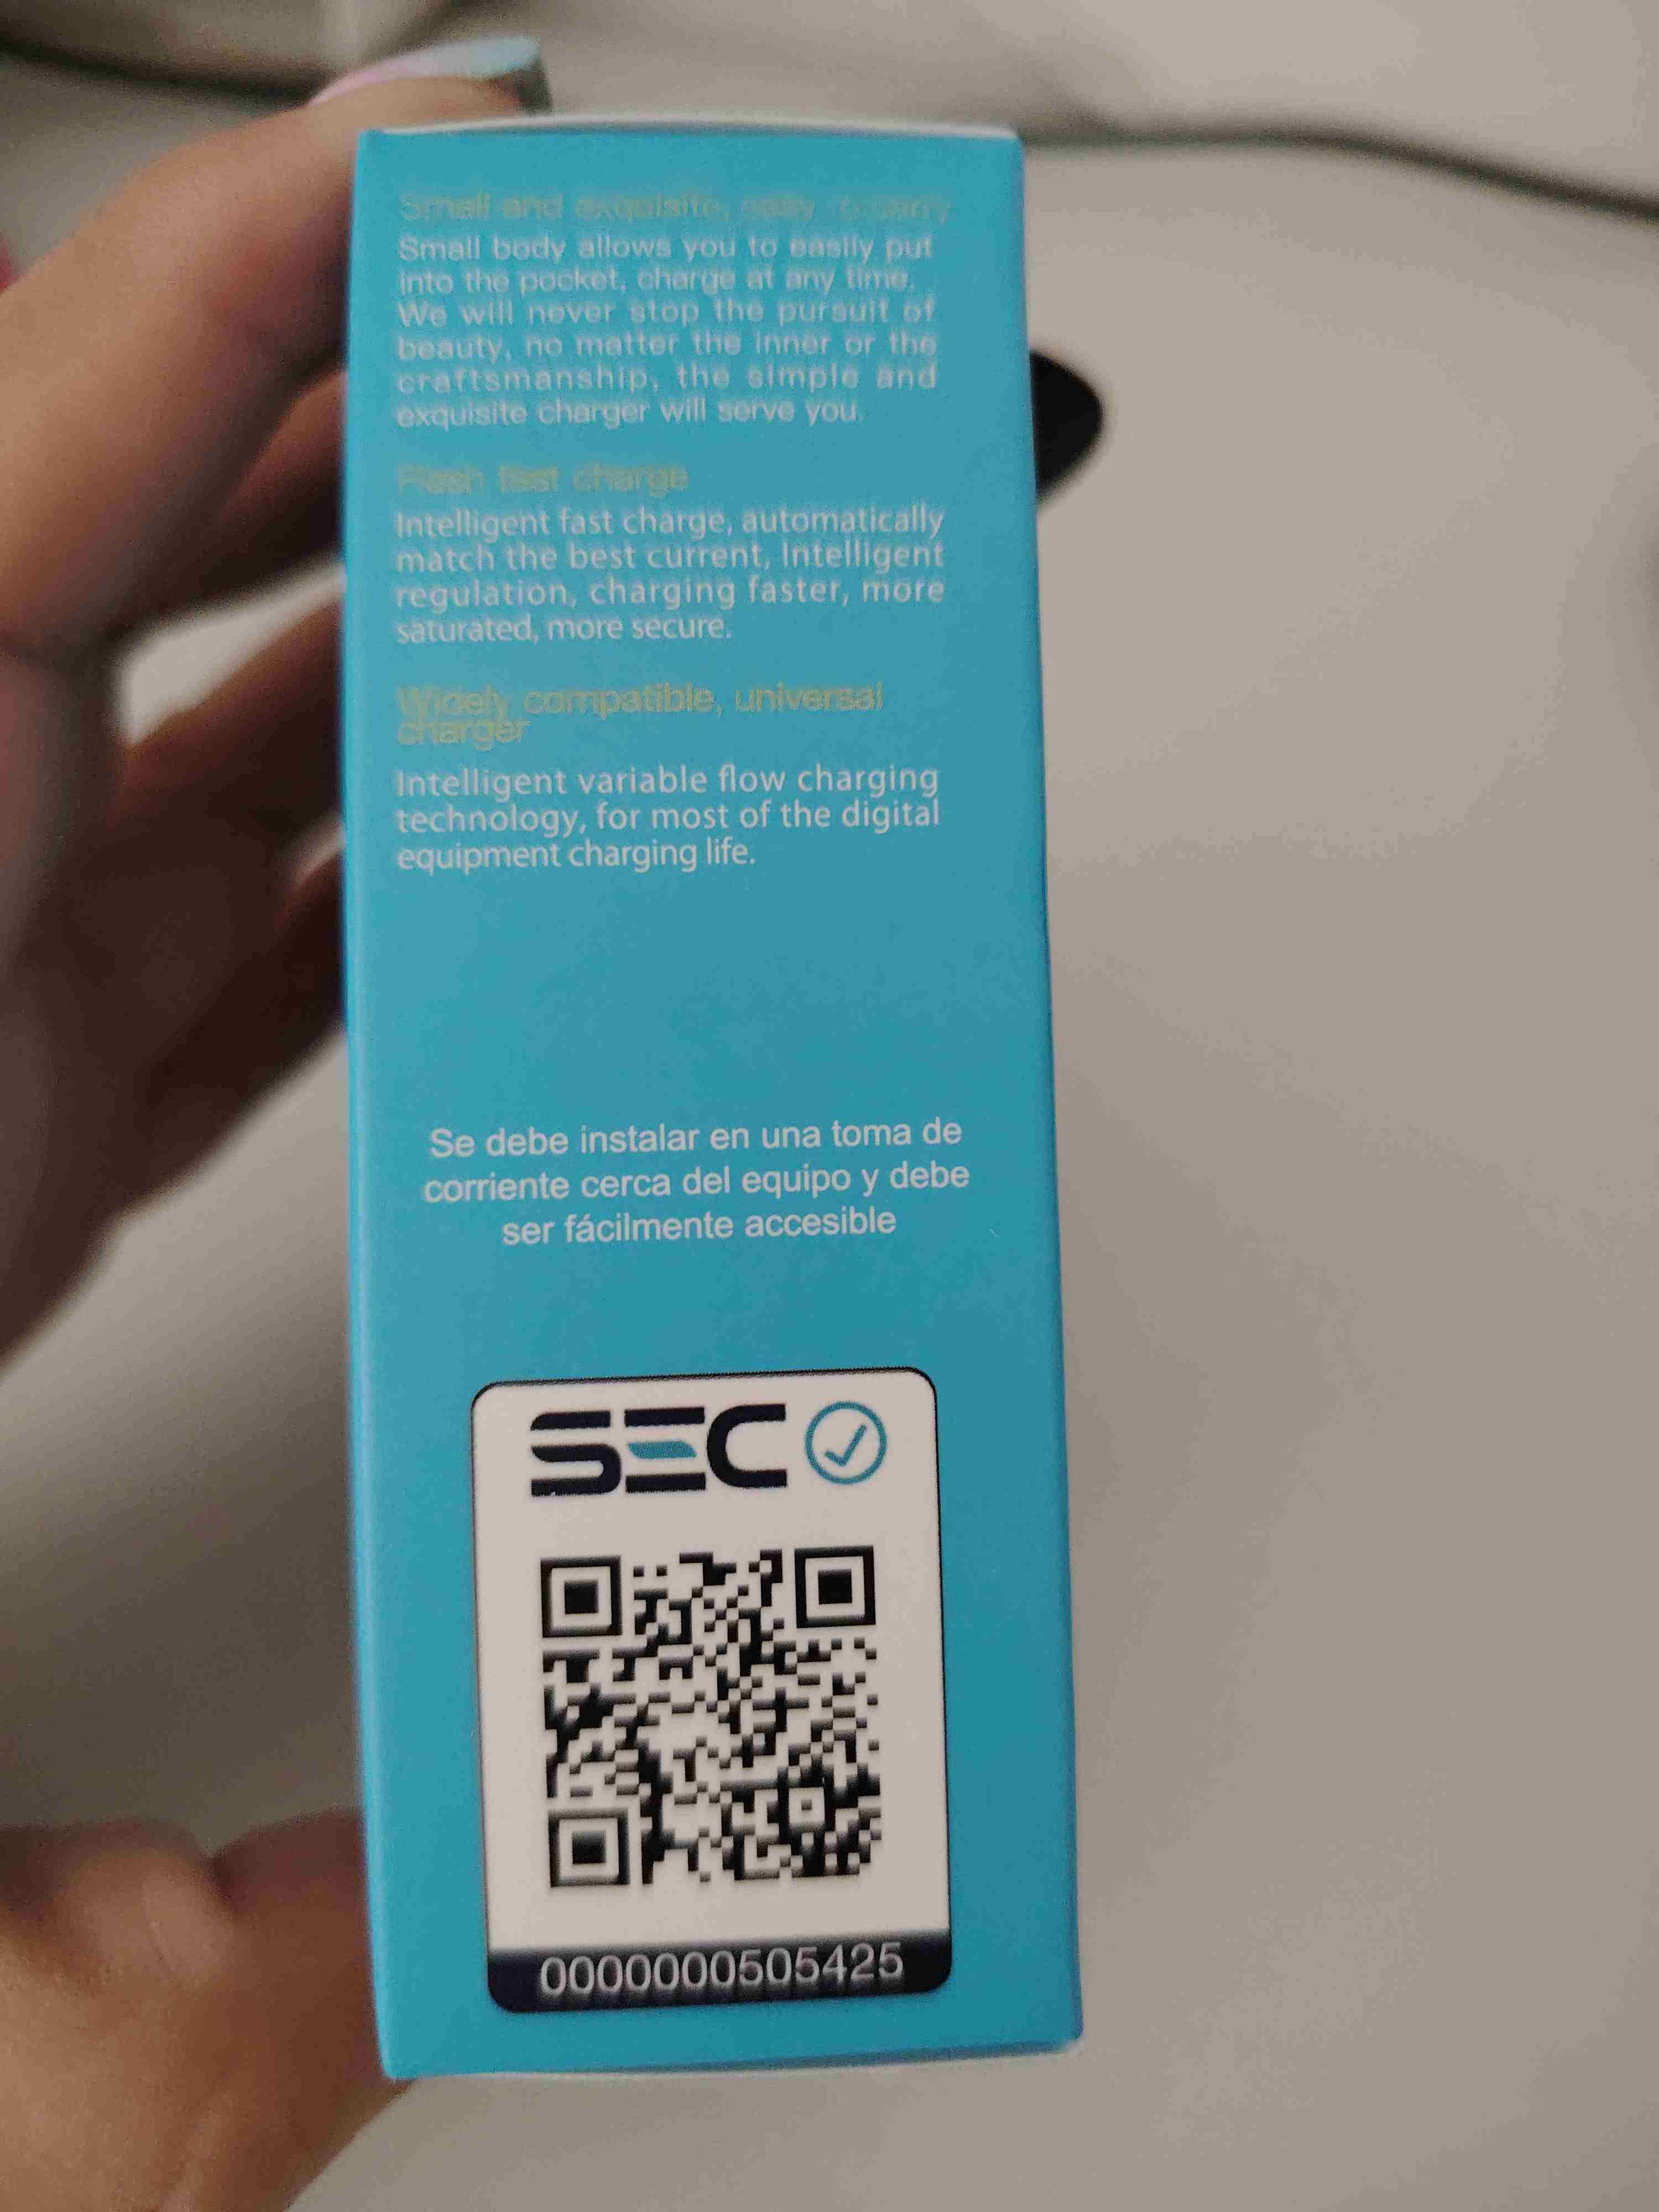 Small and exquisite, easy to carry
Small body allows you to easily put
into the pocket, charge at any time.
We will never stop the pursuit of
beauty, no matter the inner or the
craftsmanship, the simple and
exquisite charger will serve you.
Flash fast charge
Intelligent fast charge, automatically
match the best current, Intelligent
regulation, charging faster, more
saturated, more secure.
Widely compatible, universal
charger
Intelligent variable flow charging
technology, for most of the digital
equipment charging life.
Se debe instalar en una toma de
corriente cerca del equipo y debe
ser fácilmente accesible
SEC
0000000505425